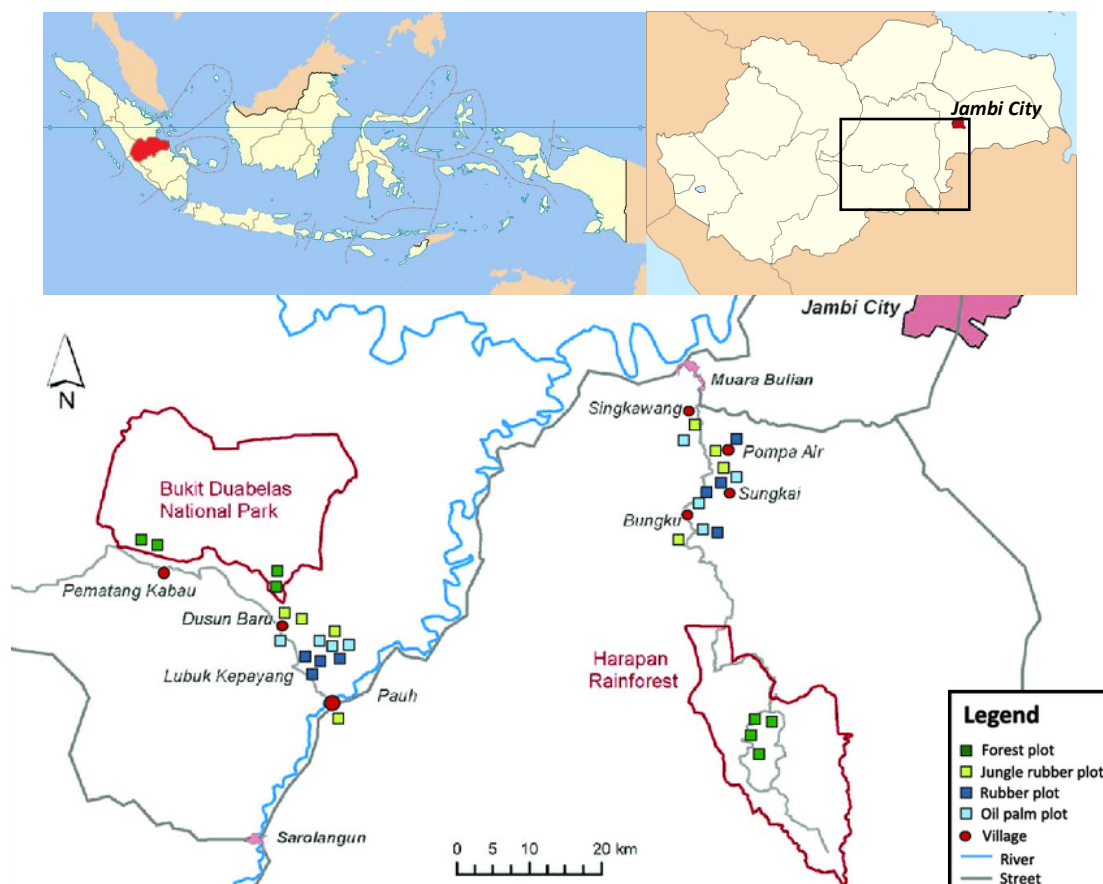 Jambi City
Jambi City
Muara Bulian
N
Singkawang
Pompa Air
Bukit Duabelas
National Park
Sungkai
Bungku
Pematang Kabau
Dusun Baru
Harapan
Rainforest
Lubuk Kepayang
Pauh
Legend
Forest plot
Jungle rubber plot
Rubber plot
Oil palm plot
Village
River
Street
Sarolangun
0 5 10 20 km